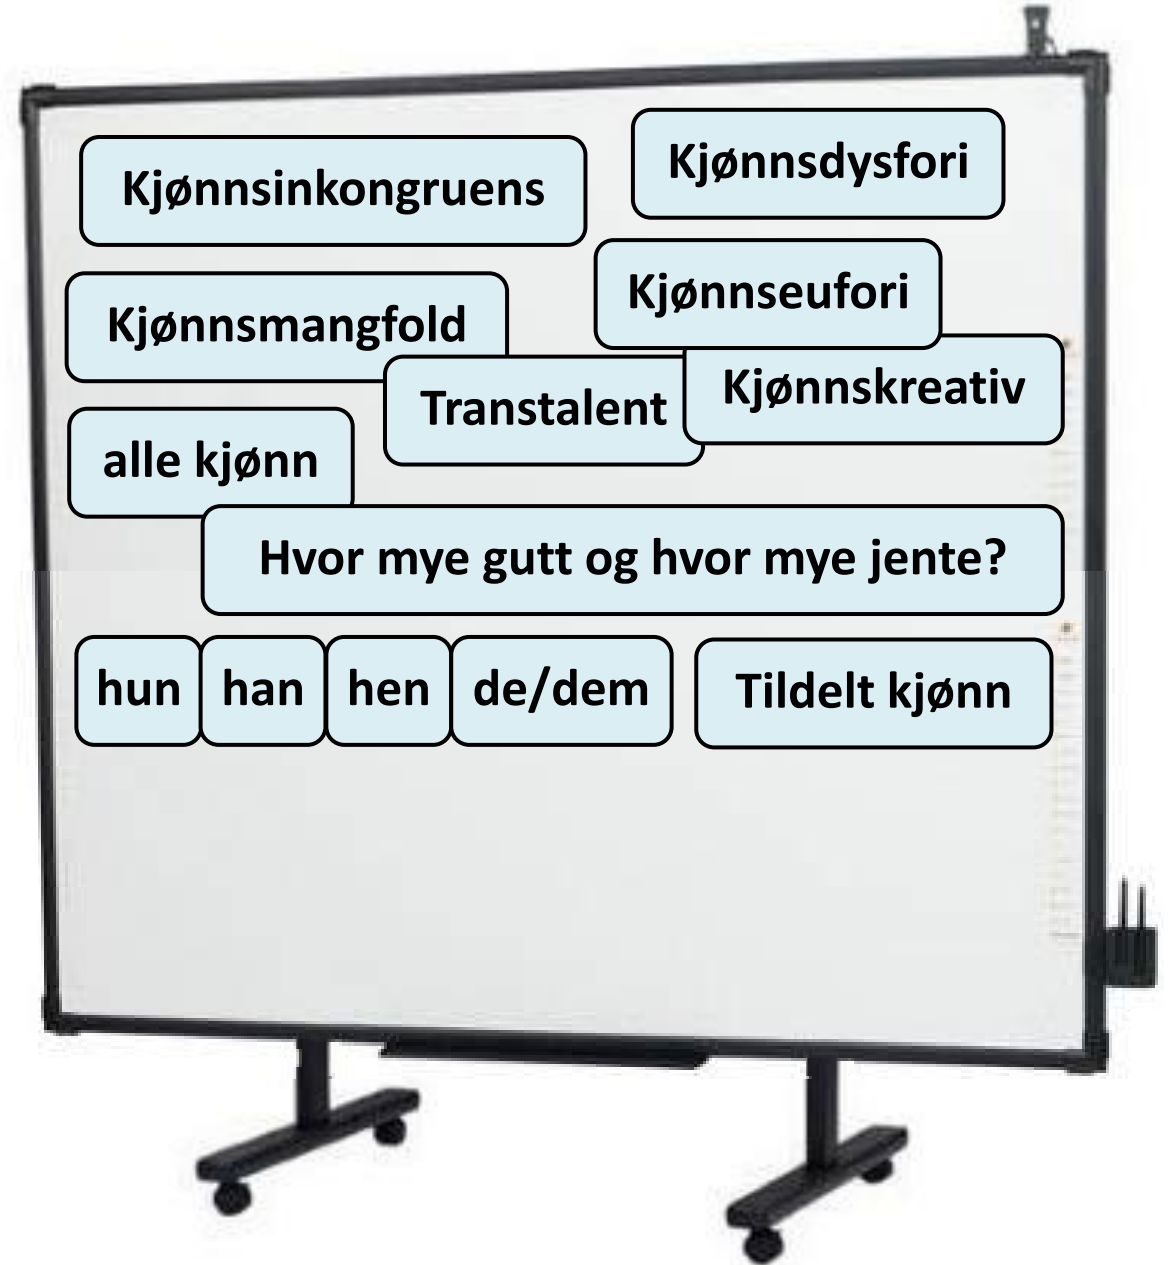 Kjønnsinkongruens
Kjønnsdysfori
Kjønnseufori
Kjønnsmangfold
Kjønnskreativ
Transtalent
alle kjønn
Hvor mye gutt og hvor mye jente?
hun
han
hen
de/dem
Tildelt kjønn